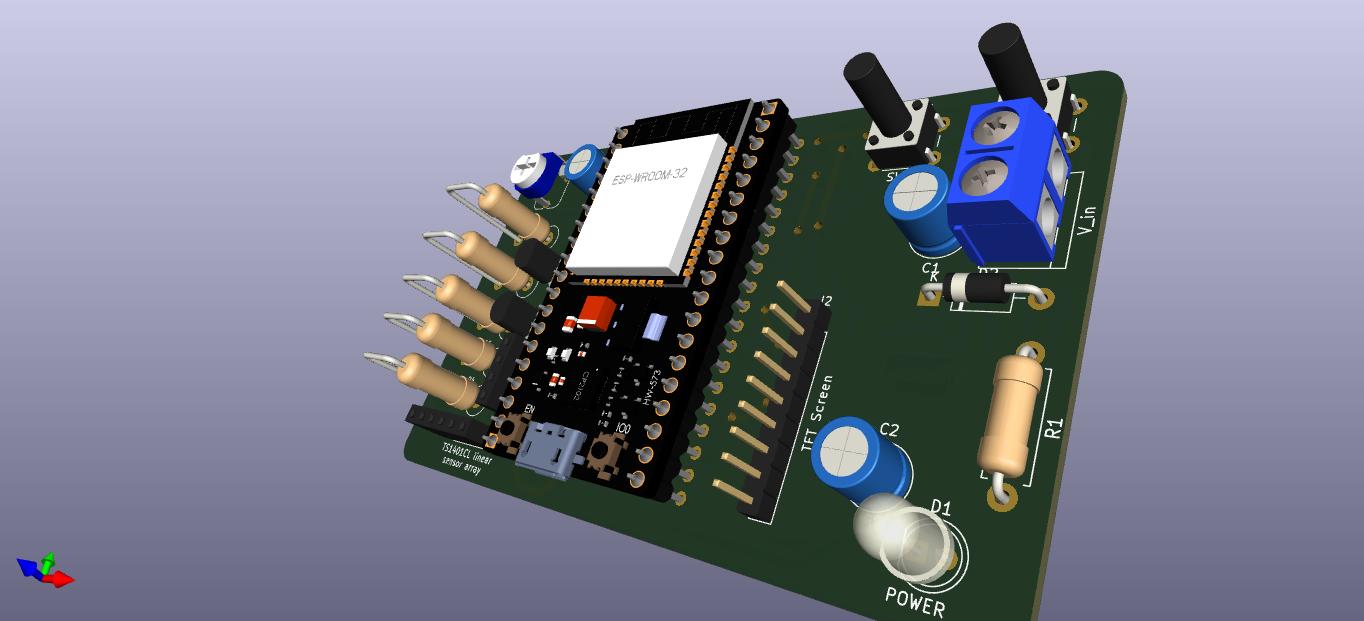 ESP-WROOM-32
V_in
C1
K
J2
CP2102
HW-573
EN
IO0
TFT Screen
TS1401CL linear
sensor array
C2
R1
D1
POWER